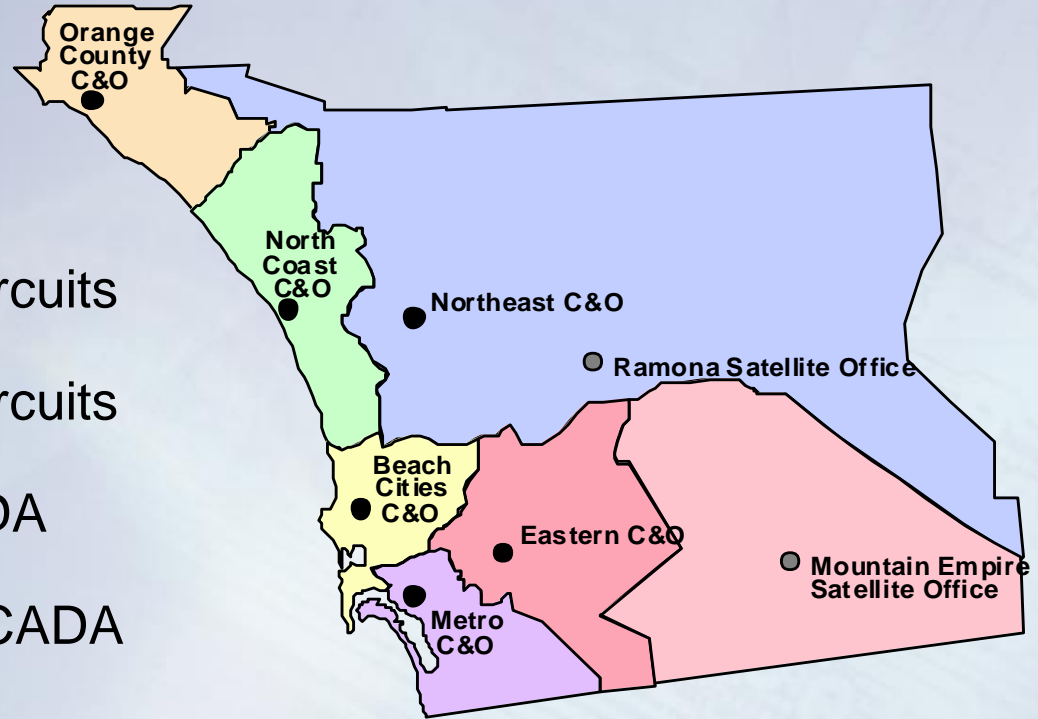 Orange
County
C&O
North
Coast
C&O
rcuits
Northeast C&O
Ramona Satellite Office
rcuits
Beach
Cities
C&O
DA
Eastern C&O
Mountain Empire
Satellite Office
Metro
C&O
CADA